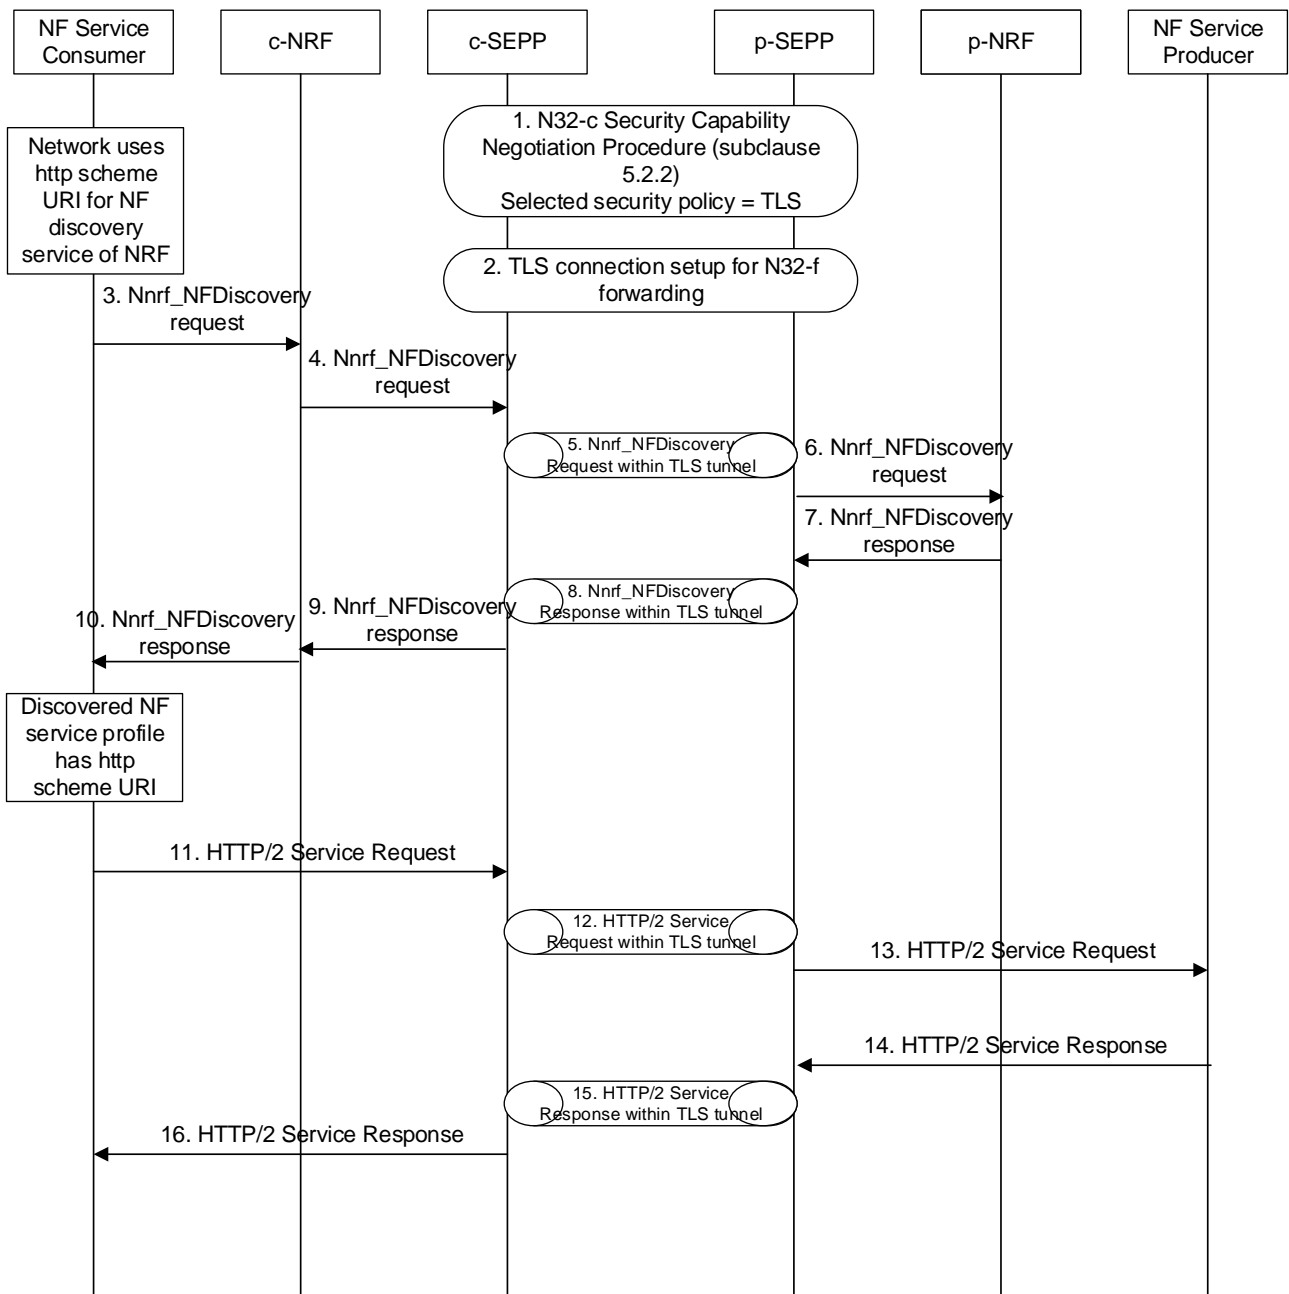 NF Service
Consumer
c-NRF
c-SEPP
p-SEPP
p-NRF
NF Service
Producer
1. N32-c Security Capability
Negotiation Procedure (subclause
5.2.2)
Selected security policy = TLS
Network uses
http scheme
URI for NF
discovery
service of NRF
2. TLS connection setup for N32-f
forwarding
3. Nnrf_NFDiscovery
request
4. Nnrf_NFDiscovery
request
5. Nnrf_NFDiscovery
Request within TLS tunnel
6. Nnrf_NFDiscovery
request
7. Nnrf_NFDiscovery
response
8. Nnrf_NFDiscovery
Response within TLS tunnel
9. Nnrf_NFDiscovery
response
10. Nnrf_NFDiscovery
response
Discovered NF
service profile
has http
scheme URI
11. HTTP/2 Service Request
12. HTTP/2 Service
Request within TLS tunnel
13. HTTP/2 Service Request
14. HTTP/2 Service Response
15. HTTP/2 Service
Response within TLS tunnel
16. HTTP/2 Service Response